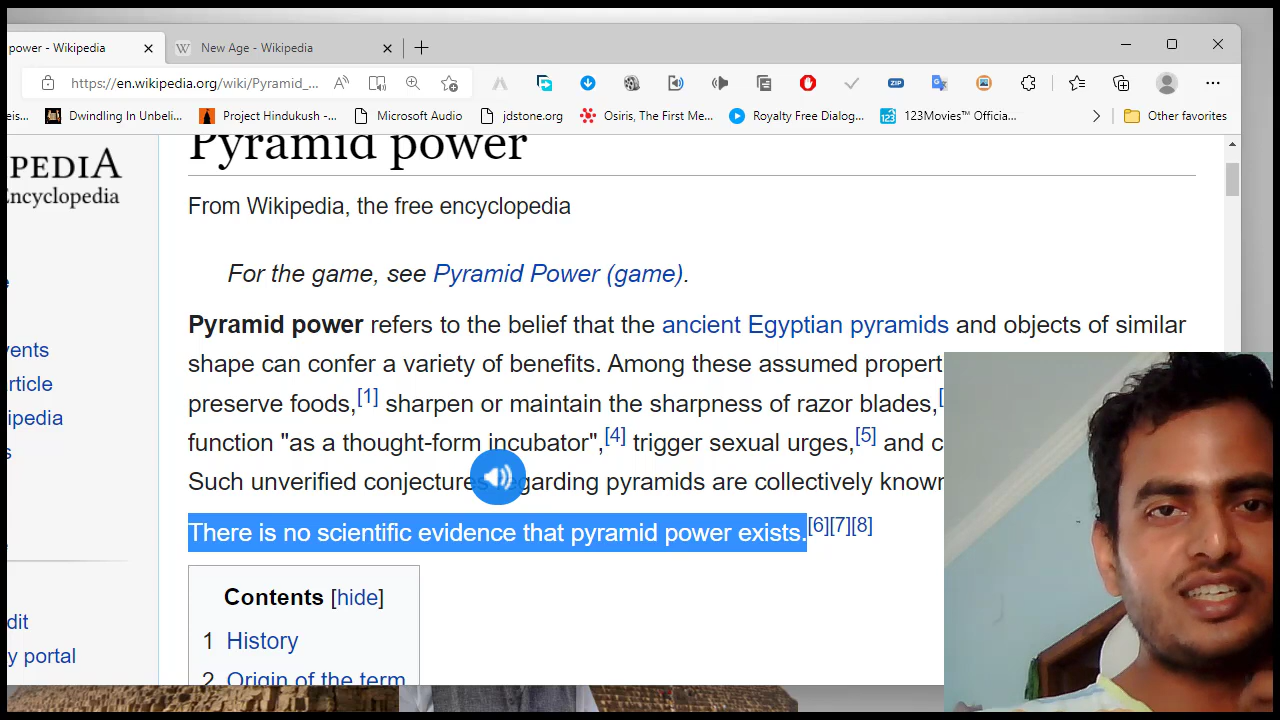 power - Wikipedia
New Age - Wikipedia
https://en.wikipedia.org/wiki/Pyramid_...
eis...
Dwindling In Unbeli...
Project Hindukush -...
Microsoft Audio
jdstone.org
Osiris, The First Me...
Royalty Free Dialog...
123Movies™ Officia...
Other favorites
PEDIA
Encyclopedia
Pyramid power
From Wikipedia, the free encyclopedia
For the game, see Pyramid Power (game).
Pyramid power refers to the belief that the ancient Egyptian pyramids and objects of similar
shape can confer a variety of benefits. Among these assumed propert
preserve foods,[1] sharpen or maintain the sharpness of razor blades,[
function "as a thought-form incubator",[4] trigger sexual urges,[5] and c
Such unverified conjectures regarding pyramids are collectively known
There is no scientific evidence that pyramid power exists.[6][7][8]
Contents [hide]
1 History
2 Origin of the term
vents
rticle
ipedia
s
dit
y portal
ZIP
123